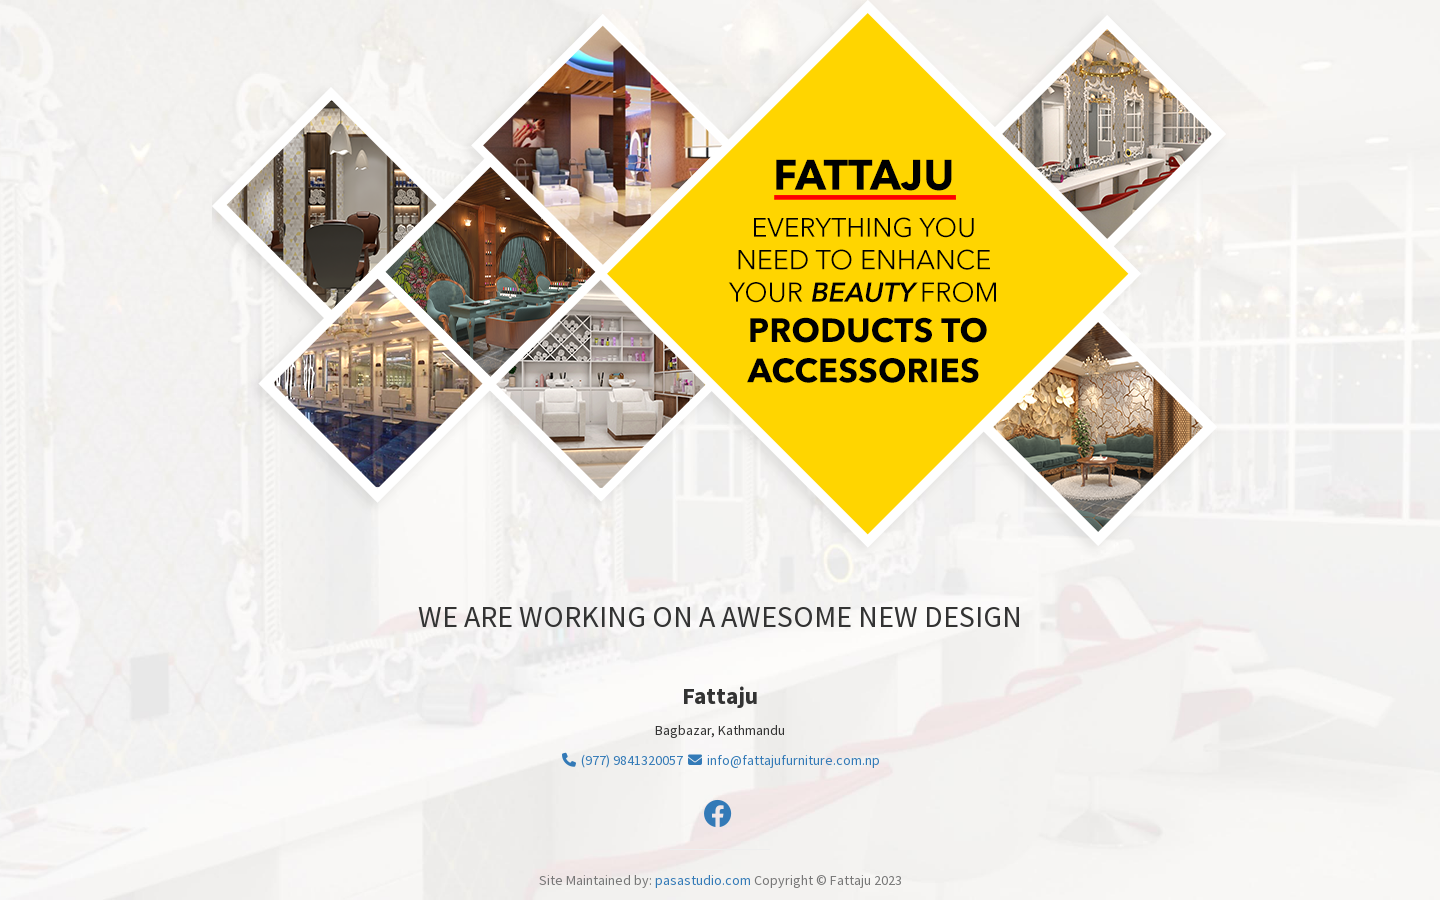 FATTAJU
EVERYTHING YOU
NEED TO ENHANCE
YOUR BEAUTY FROM
PRODUCTS TO
ACCESSORIES
WE ARE WORKING ON A AWESOME NEW DESIGN
Fattaju
Bagbazar, Kathmandu
(977) 9841320057 info@fattajufurniture.com.np
Site Maintained by: pasastudio.com Copyright © Fattaju 2023